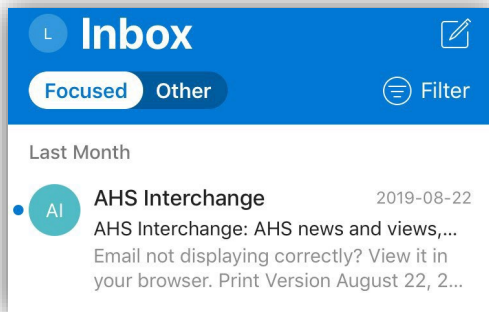 L Inbox
Focused Other Filter
Last Month
AI AHS Interchange 2019-08-22
AHS Interchange: AHS news and views,...
Email not displaying correctly? View it in
your browser. Print Version August 22, 2...